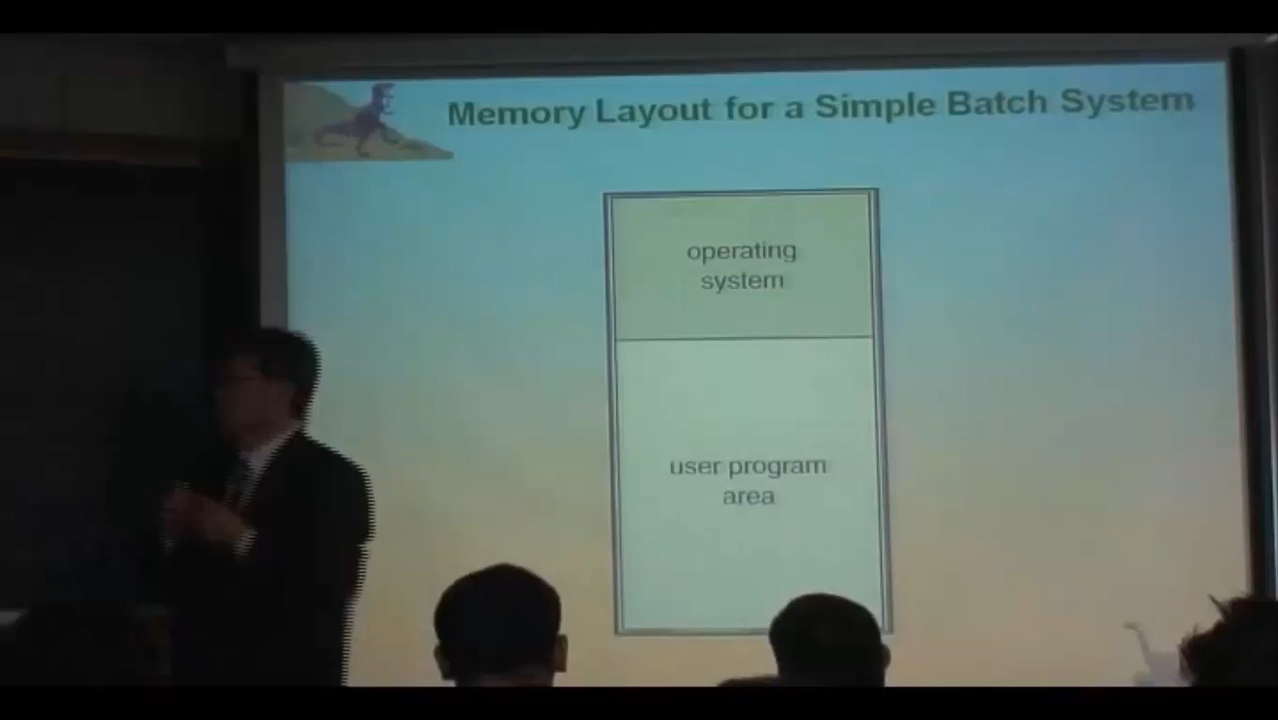 Memory Layout for a Simple Batch System
operating
system
user program
area